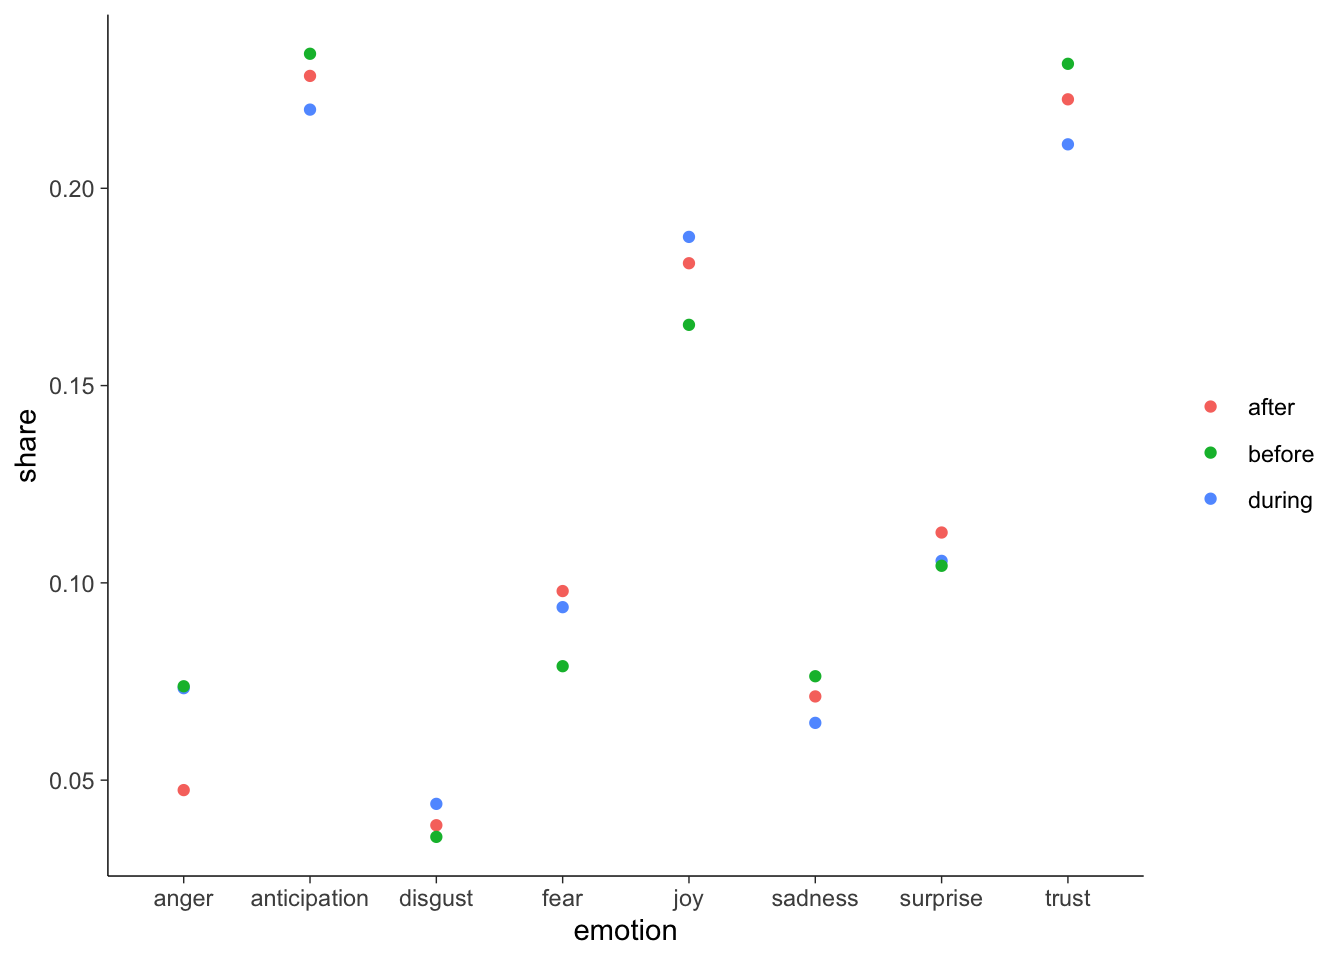 share
0.20
0.15
0.10
0.05
anger anticipation disgust fear joy sadness surprise trust
emotion
after
before
during